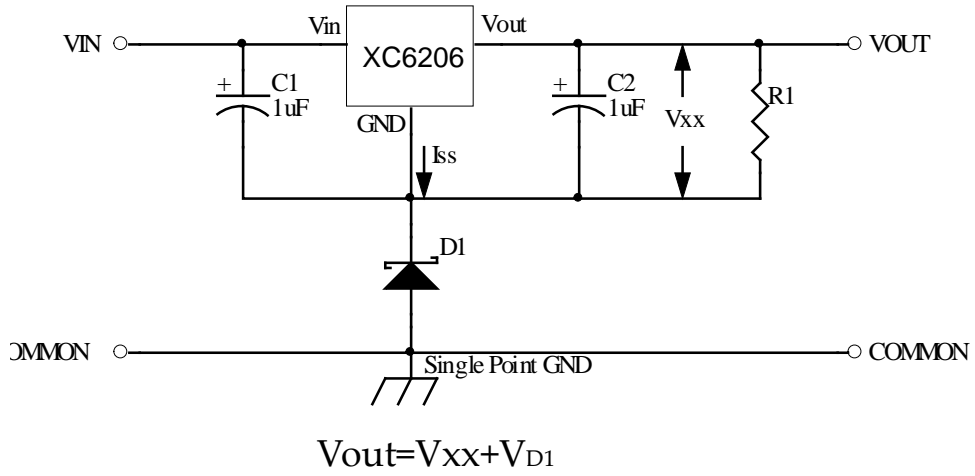 VIN
Vin
XC6206
Vout
VOUT
+
C1
1uF
GND
Iss
+
C2
1uF
Vxx
R1
D1
OMMON
Single Point GND
COMMON
Vout=Vxx+VD1